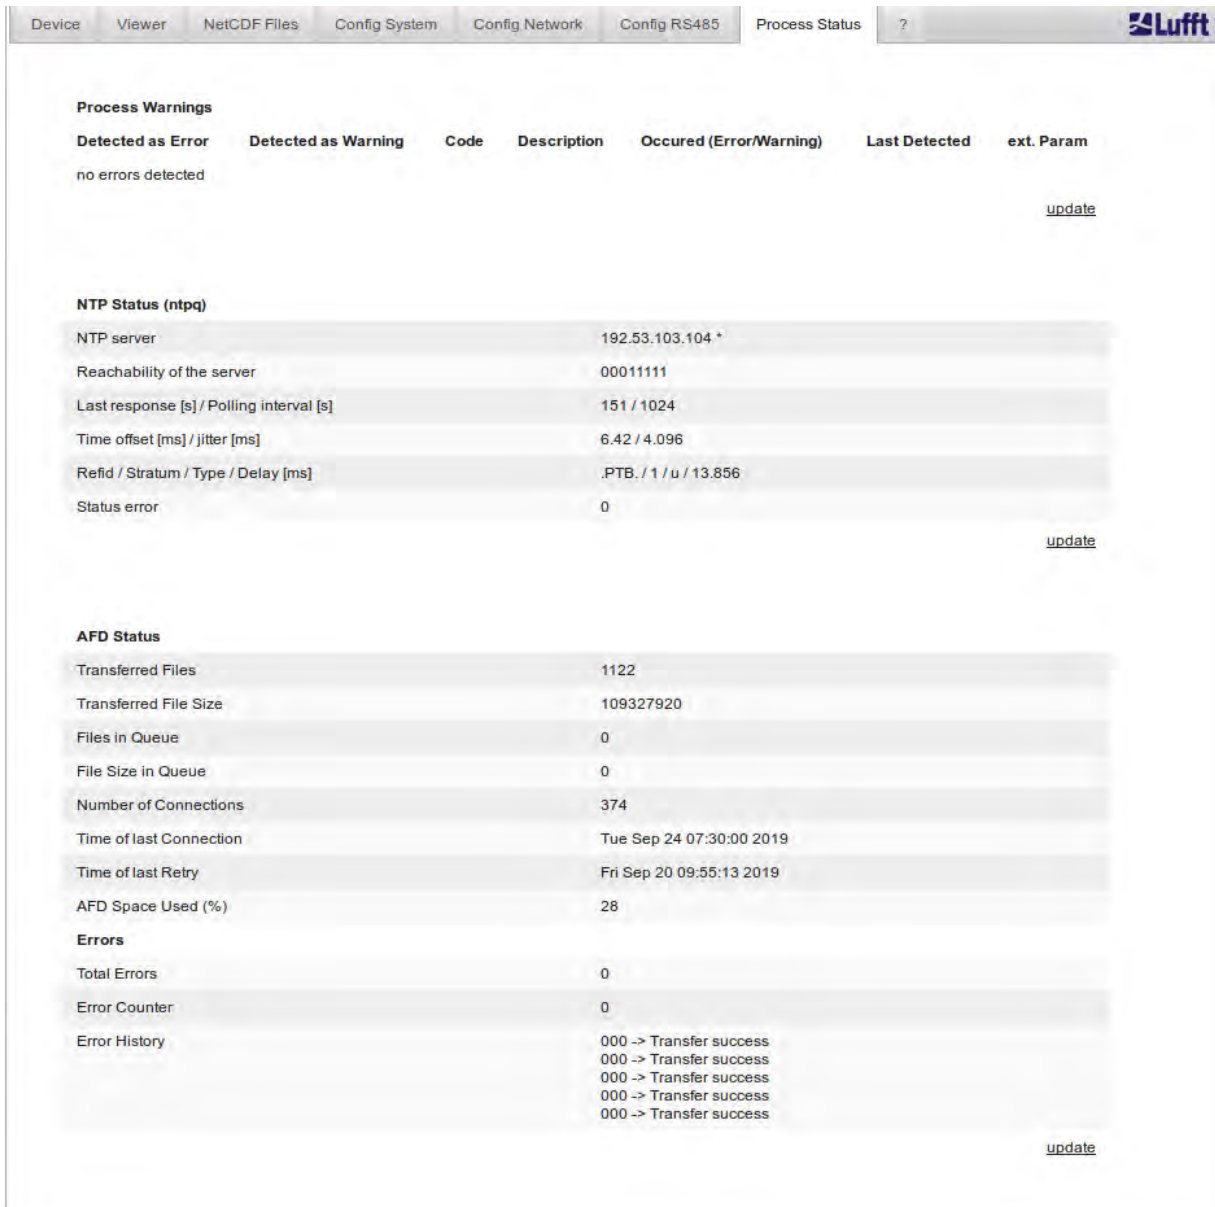 Device Viewer NetCDF Files Config System Config Network Config RS485 Process Status ? Lufft
Process Warnings
Detected as Error Detected as Warning Code Description Occured (Error/Warning) Last Detected ext. Param
no errors detected
update
NTP Status (ntpq)
NTP server 192.53.103.104 *
Reachability of the server 00011111
Last response [s] / Polling interval [s] 151 / 1024
Time offset [ms] / jitter [ms] 6.42 / 4.096
Refid / Stratum / Type / Delay [ms] .PTB. / 1 / u / 13.856
Status error 0
update
AFD Status
Transferred Files 1122
Transferred File Size 109327920
Files in Queue 0
File Size in Queue 0
Number of Connections 374
Time of last Connection Tue Sep 24 07:30:00 2019
Time of last Retry Fri Sep 20 09:55:13 2019
AFD Space Used (%) 28
Errors
Total Errors 0
Error Counter 0
Error History 000 -> Transfer success
000 -> Transfer success
000 -> Transfer success
000 -> Transfer success
000 -> Transfer success
update